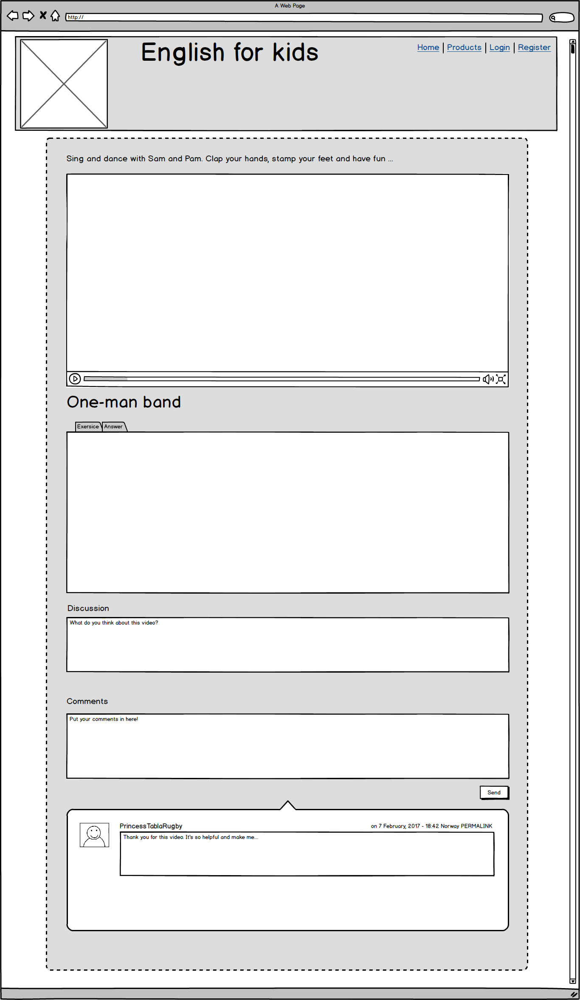 A Web Page
http://
English for kids
Home | Products | Login | Register
Sing and dance with Sam and Pam. Clap your hands, stamp your feet and have fun ...
One-man band
Exersice Answer
Discussion
What do you think about this video?
Comments
Put your comments in here!
Send
PrincessTablaRugby on 7 February, 2017 - 18:42 Norway PERMALINK
Thank you for this video. It's so helpful and make me....